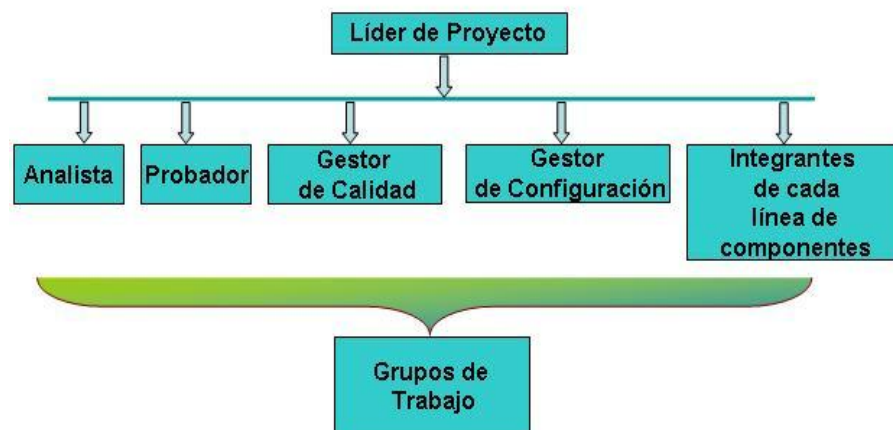 Líder de Proyecto
Analista
Probador
Gestor
de Calidad
Gestor
de Configuración
Integrantes
de cada
línea de
componentes
Grupos de
Trabajo